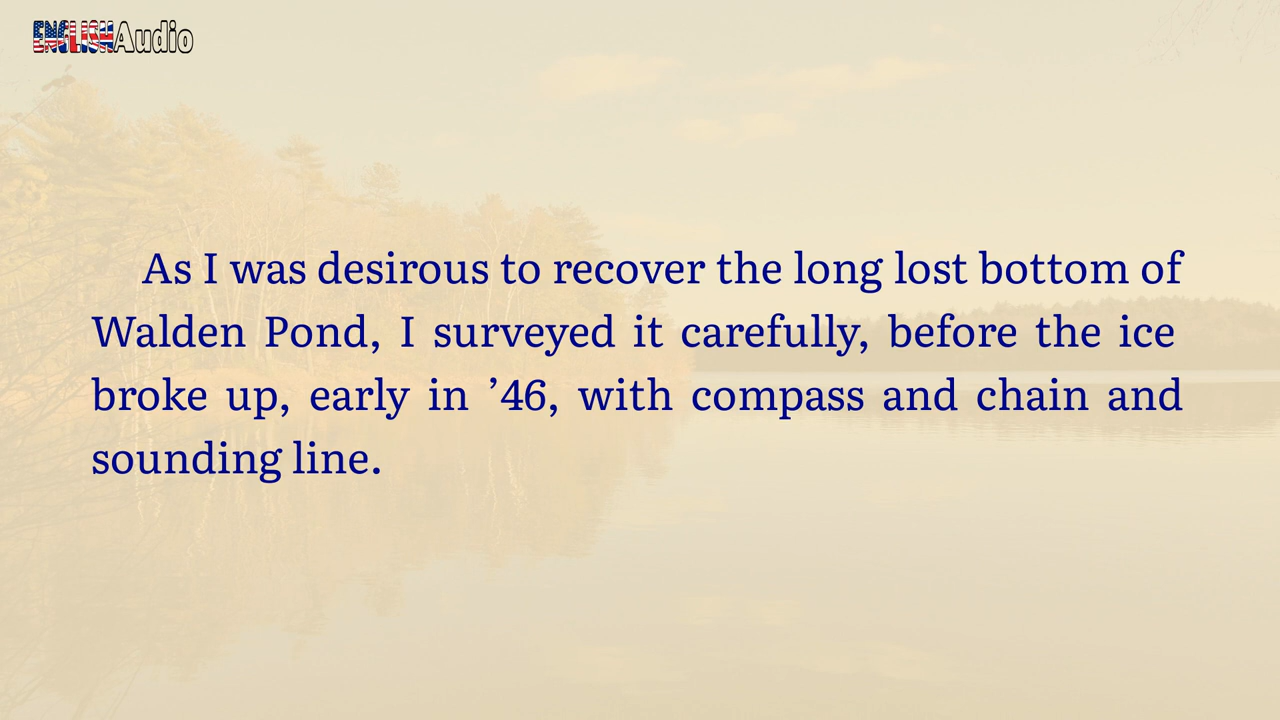 ENGLISHAudio
As I was desirous to recover the long lost bottom of
Walden Pond, I surveyed it carefully, before the ice
broke up, early in ’46, with compass and chain and
sounding line.